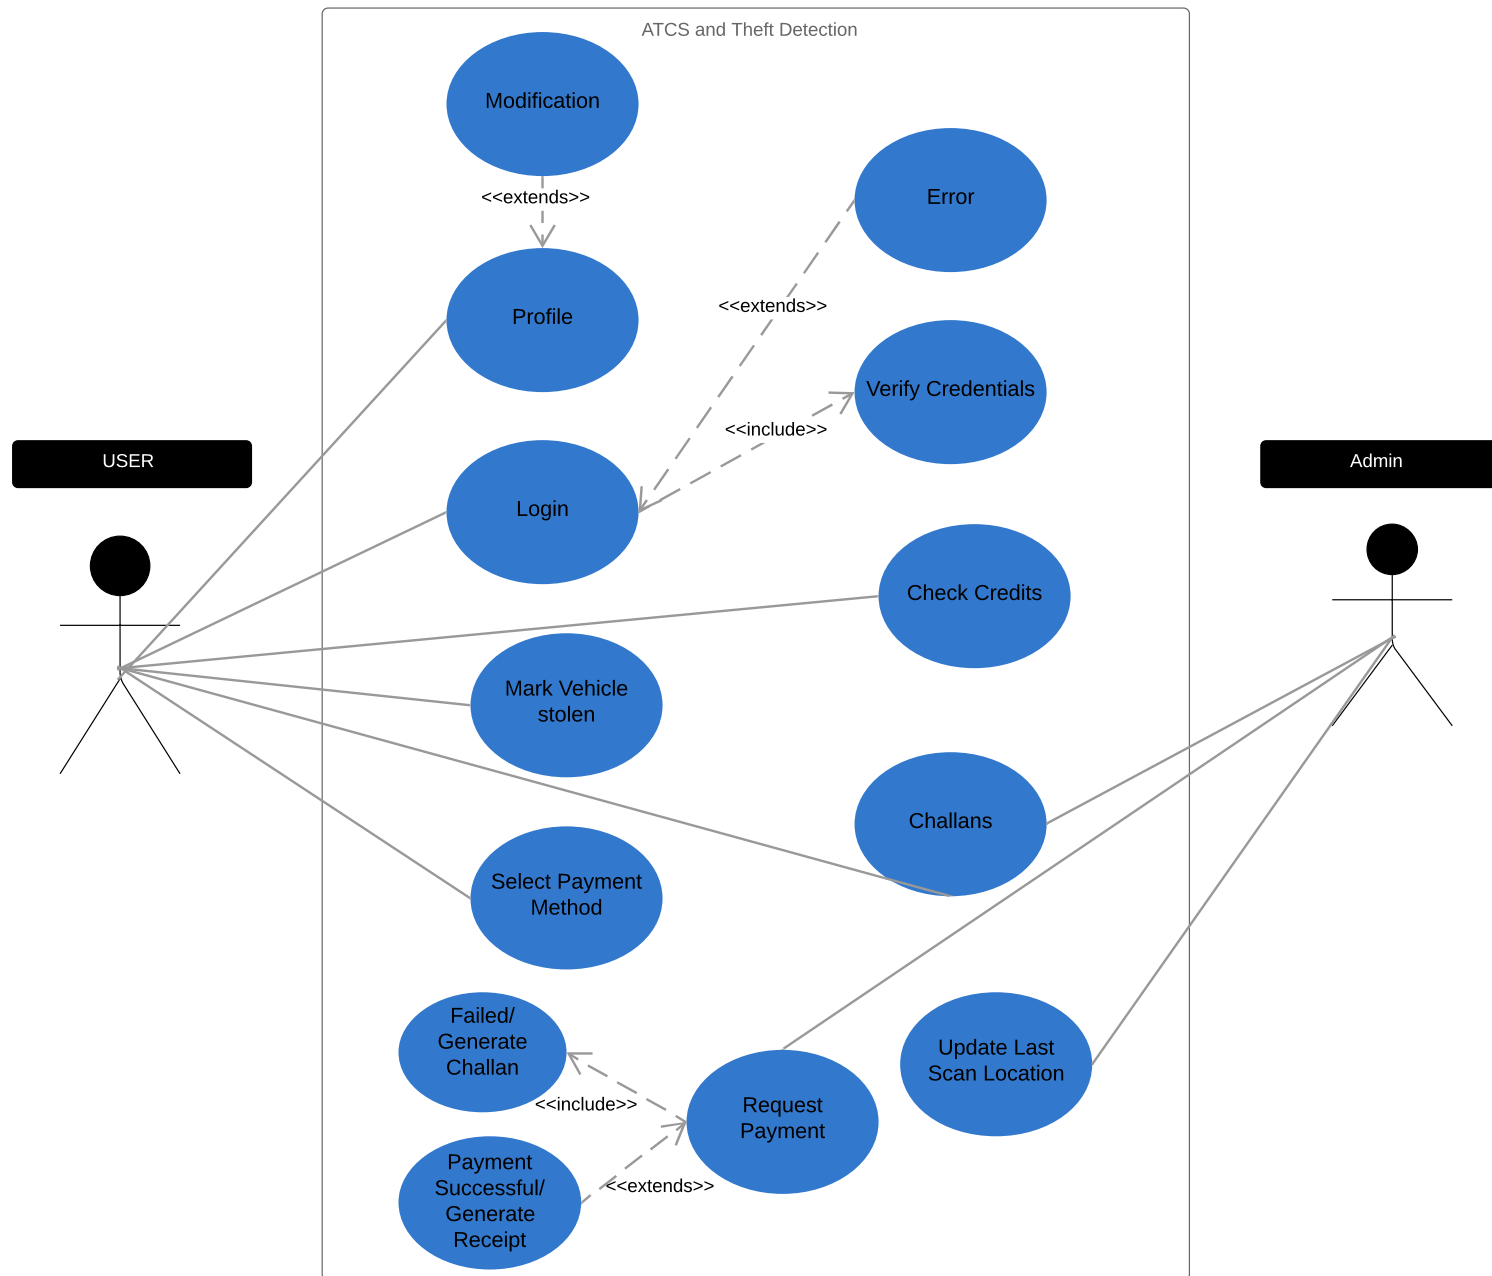 ATCS and Theft Detection
Modification
<<extends>>
Error
Profile
<<extends>>
Verify Credentials
<<include>>
USER
Admin
Login
Check Credits
Mark Vehicle
stolen
Challans
Select Payment
Method
Failed/
Generate
Challan
Update Last
Scan Location
<<include>>
Request
Payment
Payment
Successful/
Generate
Receipt
<<extends>>